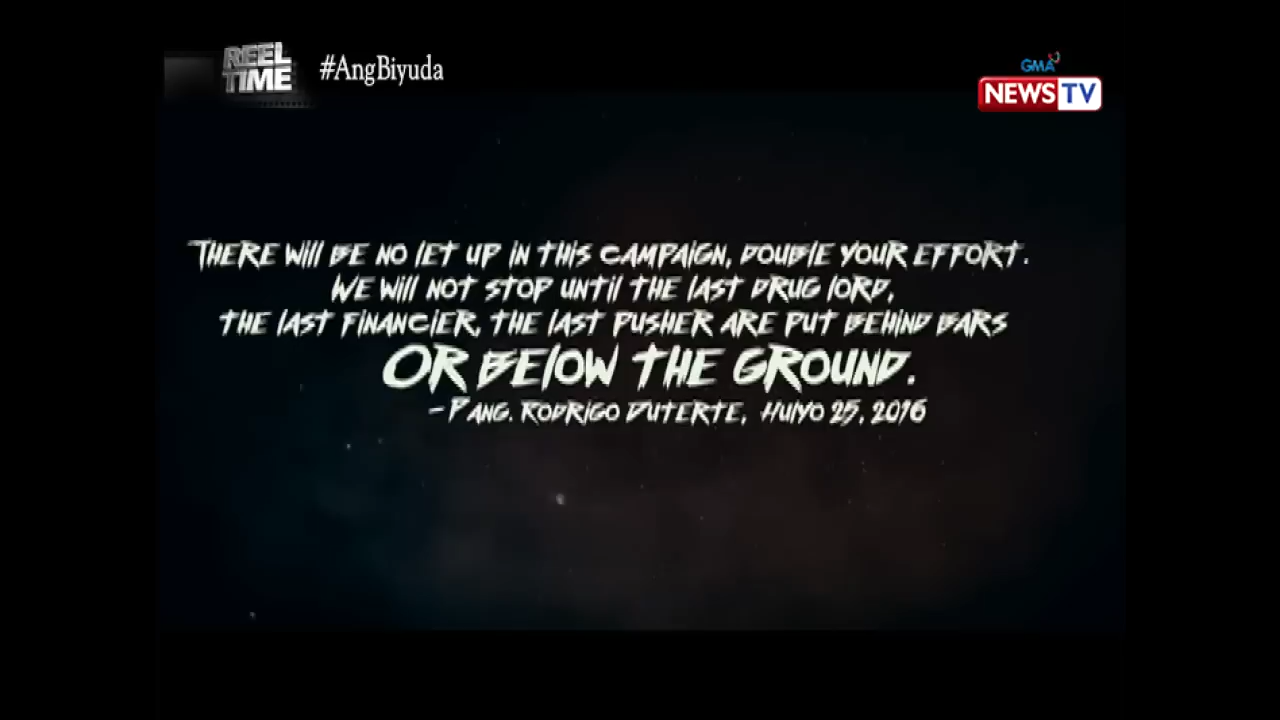 REEL TIME
#AngBiyuda
GMA
NEWS TV
THERE WILL BE NO LET UP IN THIS CAMPAIGN, DOUBLE YOUR EFFORT.
WE WILL NOT STOP UNTIL THE LAST DRUG LORD,
THE LAST FINANCIER, THE LAST PUSHER ARE PUT BEHIND BARS
OR BELOW THE GROUND.
- PANG. RODRIGO DUTERTE, HULYO 25, 2016